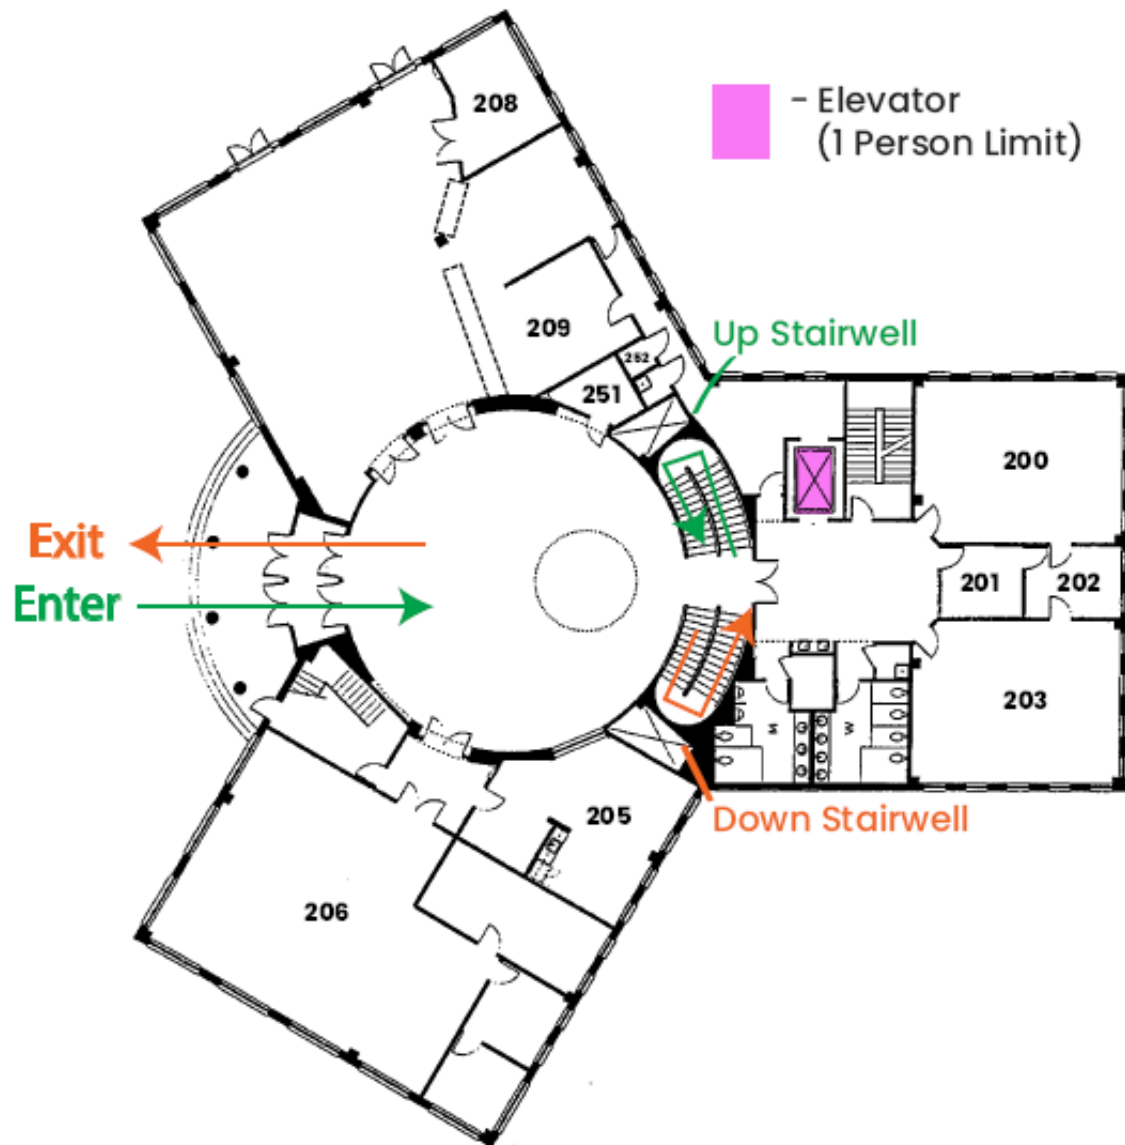 208
- Elevator
(1 Person Limit)
209
Up Stairwell
252
251
200
Exit
201
202
Enter
203
M
W
205
Down Stairwell
206